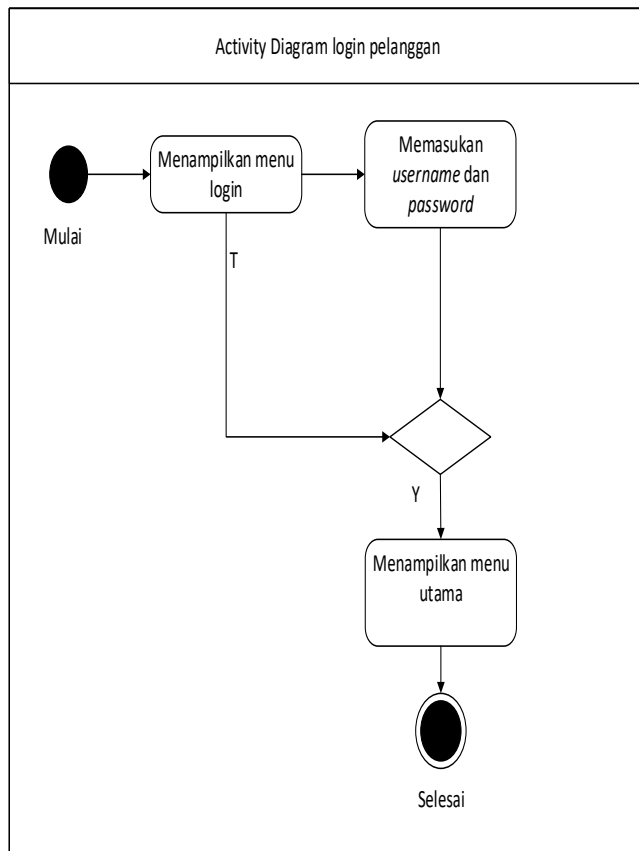 Activity Diagram login pelanggan
Menampilkan menu
login
Memasukan
username dan
password
Mulai
T
Y
Menampilkan menu
utama
Selesai